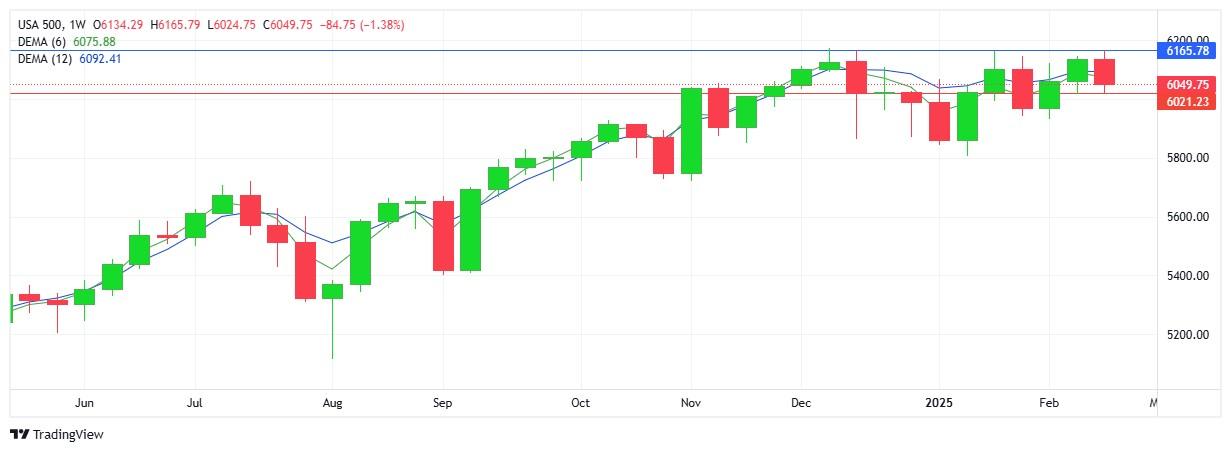 USA 500, 1W O6134.29 H6165.79 L6024.75 C6049.75 −84.75 (−1.38%)
DEMA (6) 6075.88
DEMA (12) 6092.41
6200.00
6165.78
6049.75
6021.23
5800.00
5600.00
5400.00
5200.00
Jun Jul Aug Sep Oct Nov Dec 2025 Feb
TradingView